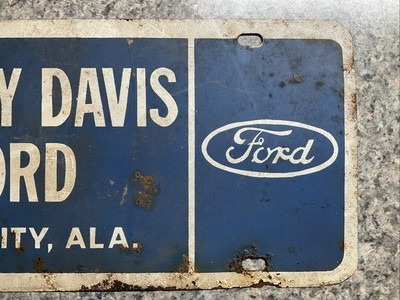 Y DAVIS
ORD
ITY, ALA.
Ford